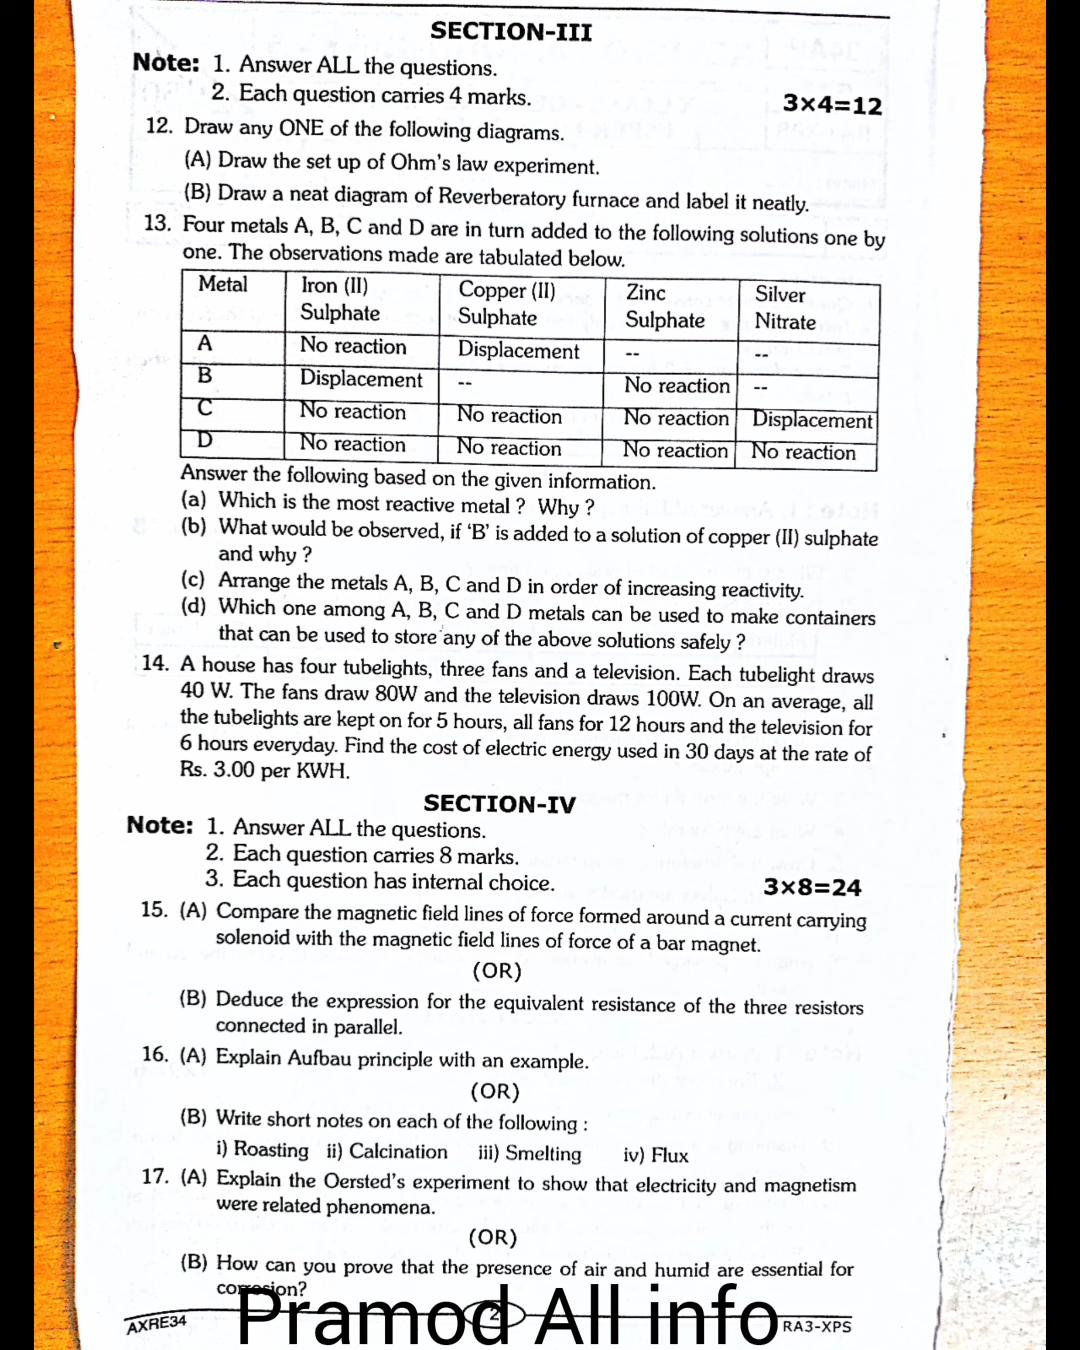 SECTION-III
Note: 1. Answer ALL the questions.
2. Each question carries 4 marks. 3×4=12
12. Draw any ONE of the following diagrams.
(A) Draw the set up of Ohm's law experiment.
(B) Draw a neat diagram of Reverberatory furnace and label it neatly.
13. Four metals A, B, C and D are in turn added to the following solutions one by
one. The observations made are tabulated below.
Metal Iron (II) Copper (II) Zinc Silver
Sulphate Sulphate Sulphate Nitrate
A No reaction Displacement -- --
B Displacement -- No reaction --
C No reaction No reaction No reaction Displacement
D No reaction No reaction No reaction No reaction
Answer the following based on the given information.
(a) Which is the most reactive metal ? Why ?
(b) What would be observed, if 'B' is added to a solution of copper (II) sulphate
and why ?
(c) Arrange the metals A, B, C and D in order of increasing reactivity.
(d) Which one among A, B, C and D metals can be used to make containers
that can be used to store any of the above solutions safely ?
14. A house has four tubelights, three fans and a television. Each tubelight draws
40 W. The fans draw 80W and the television draws 100W. On an average, all
the tubelights are kept on for 5 hours, all fans for 12 hours and the television for
6 hours everyday. Find the cost of electric energy used in 30 days at the rate of
Rs. 3.00 per KWH.
SECTION-IV
Note: 1. Answer ALL the questions.
2. Each question carries 8 marks.
3. Each question has internal choice. 3×8=24
15. (A) Compare the magnetic field lines of force formed around a current carrying
solenoid with the magnetic field lines of force of a bar magnet.
(OR)
(B) Deduce the expression for the equivalent resistance of the three resistors
connected in parallel.
16. (A) Explain Aufbau principle with an example.
(OR)
(B) Write short notes on each of the following :
i) Roasting ii) Calcination iii) Smelting iv) Flux
17. (A) Explain the Oersted's experiment to show that electricity and magnetism
were related phenomena.
(OR)
(B) How can you prove that the presence of air and humid are essential for
corrosion?
Pramod All info
AXRE34 2 RA3-XPS